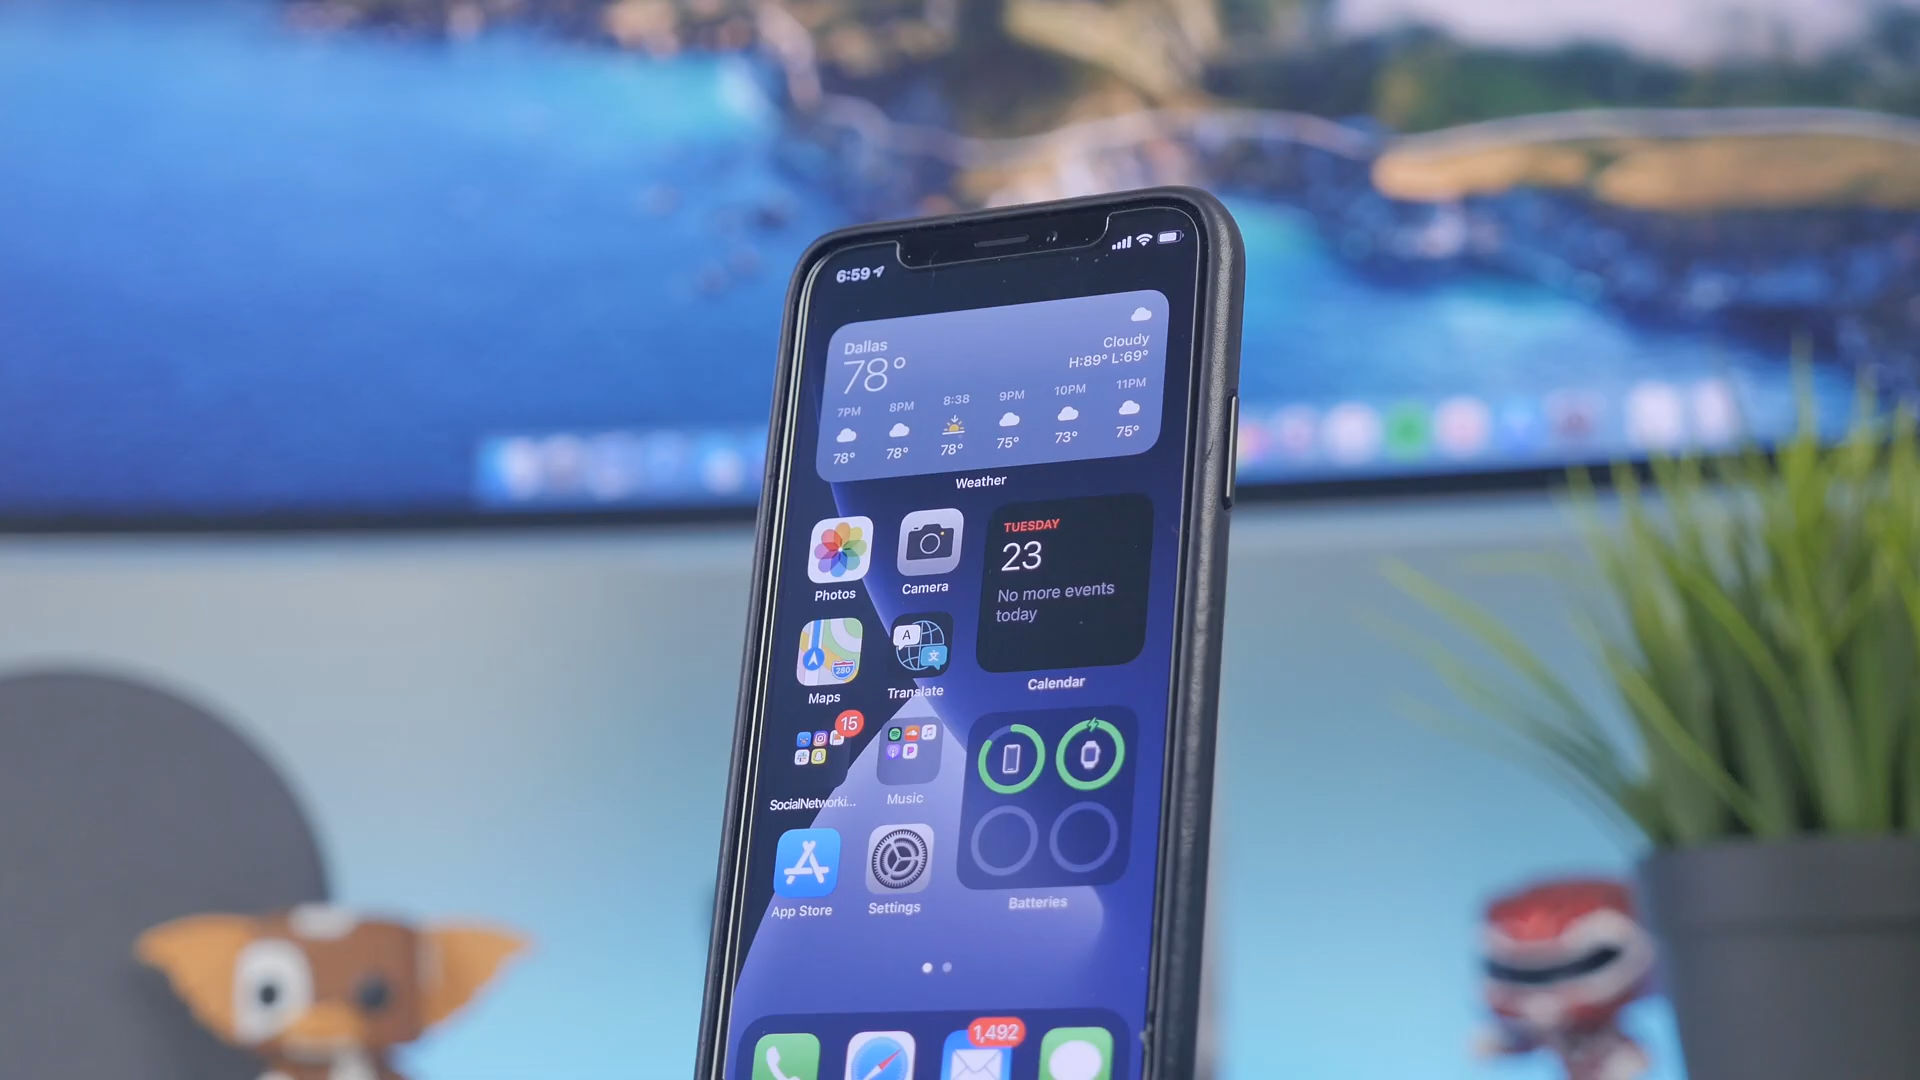 6:59
Dallas
78°
Cloudy
H:89° L:69°
7PM 8PM 8:38 9PM 10PM 11PM
78° 78° 78° 75° 73° 75°
Weather
Photos
Camera
TUESDAY
23
No more events
today
Calendar
280
Maps
A
文
Translate
15
SocialNetworki...
Music
Batteries
App Store
Settings
1,492